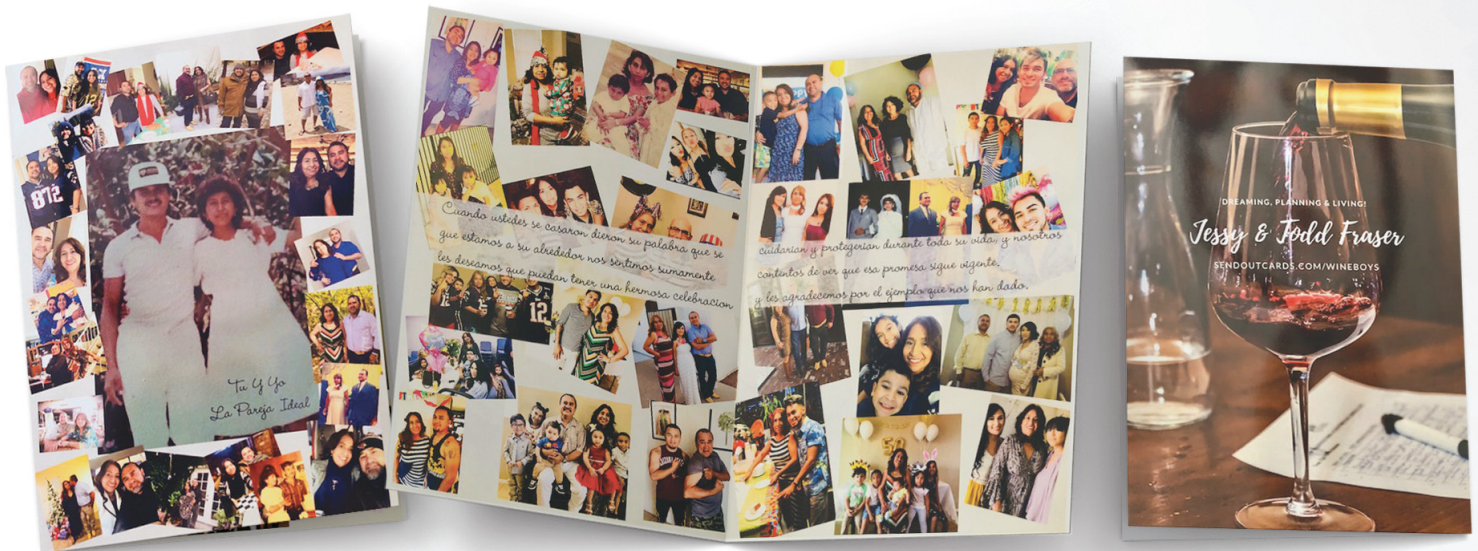 Tu Y Yo
La Pareja Ideal
Cuando ustedes se casaron dieron su palabra que se
que estamos a su alrededor nos sentimos sumamente
les deseamos que puedan tener una hermosa celebracion
cuidarian y protegerian durante toda su vida, y nosotros
contentos de ver que esa promesa sigue vigente,
y les agradecemos por el ejemplo que nos han dado.
DREAMING, PLANNING & LIVING!
Jessy & Todd Fraser
SENDOUTCARDS.COM/WINEBOYS
872
12
12